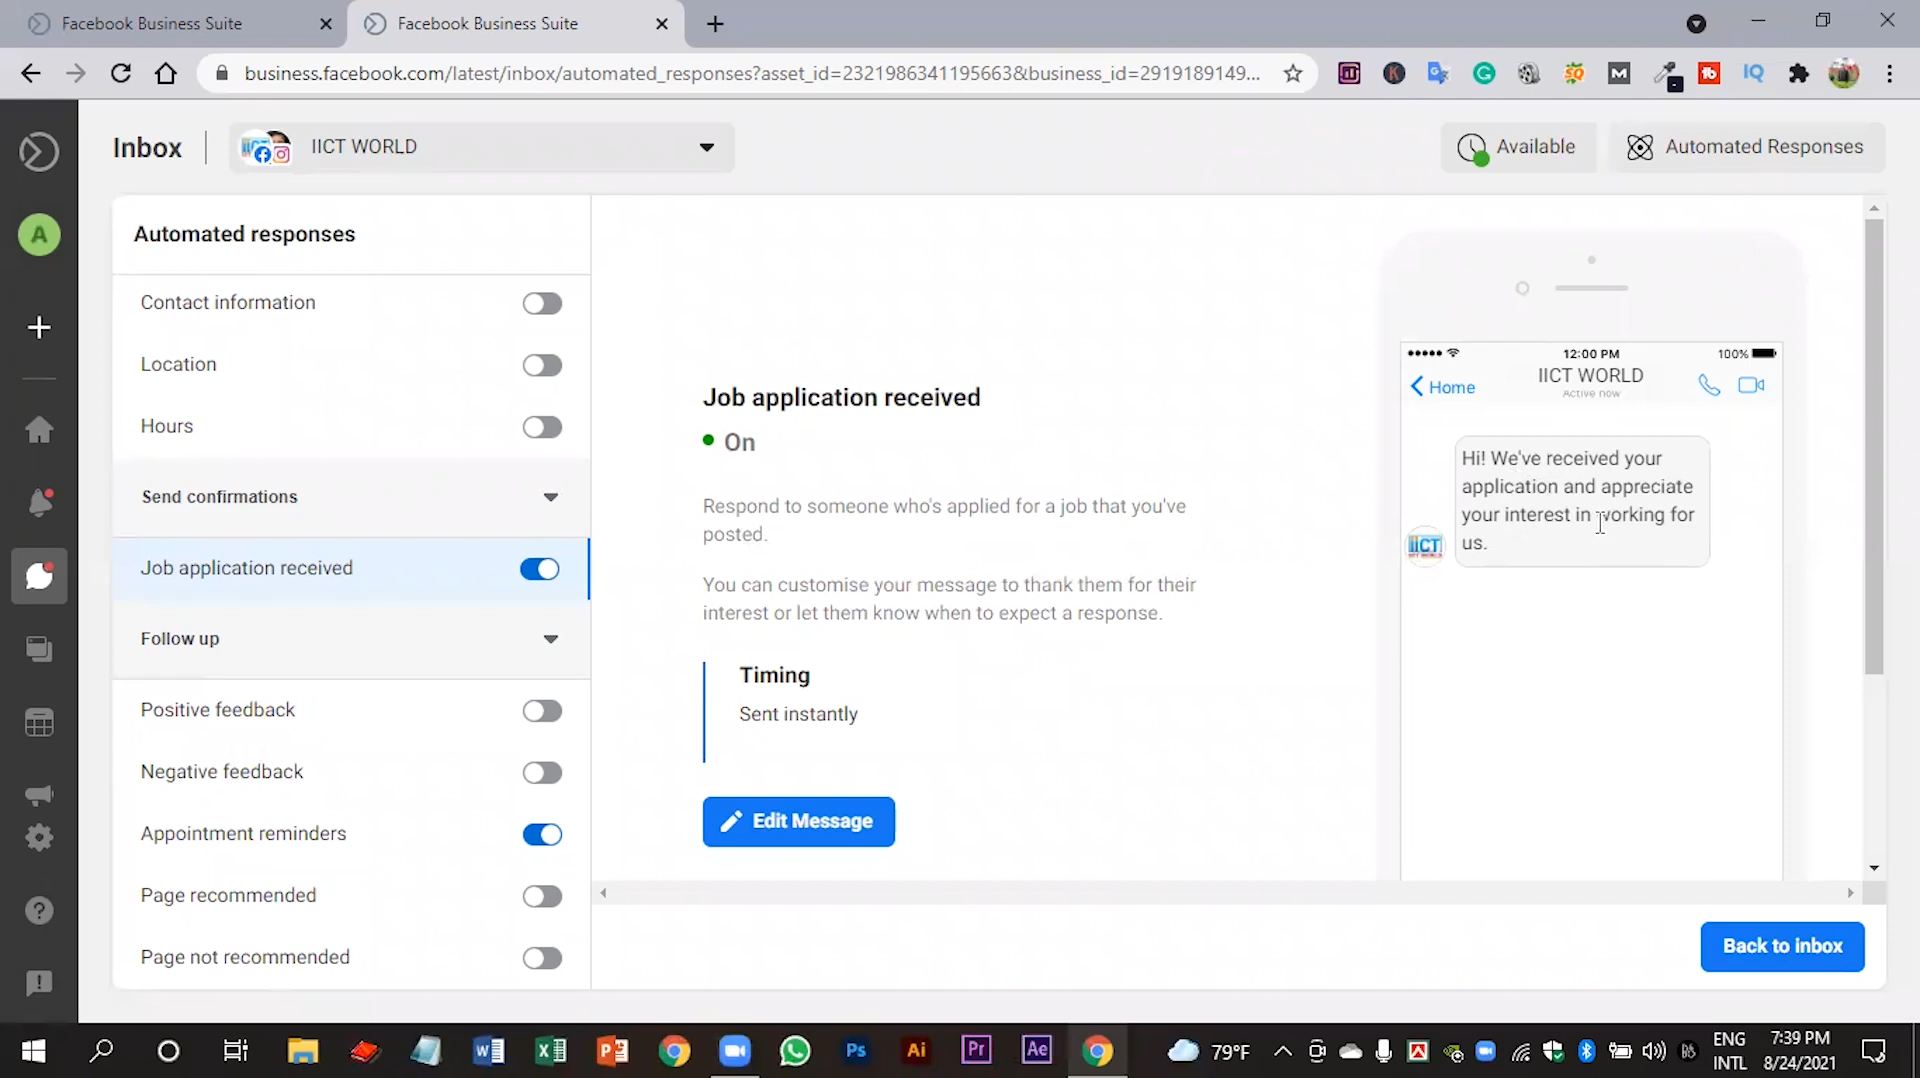 Facebook Business Suite
Facebook Business Suite
business.facebook.com/latest/inbox/automated_responses?asset_id=2321986341195663&business_id=2919189149...
Inbox
IICT WORLD
Available
Automated Responses
A
Automated responses
Contact information
Location
Hours
Send confirmations
Job application received
Follow up
Positive feedback
Negative feedback
Appointment reminders
Page recommended
Page not recommended
Job application received
On
Respond to someone who's applied for a job that you've
posted.
You can customise your message to thank them for their
interest or let them know when to expect a response.
Timing
Sent instantly
Edit Message
12:00 PM
100%
Home
IICT WORLD
Active now
Hi! We've received your
application and appreciate
your interest in working for
us.
IICT
Back to inbox
Ps
Ai
Pr
Ae
79°F
ENG
INTL
7:39 PM
8/24/2021